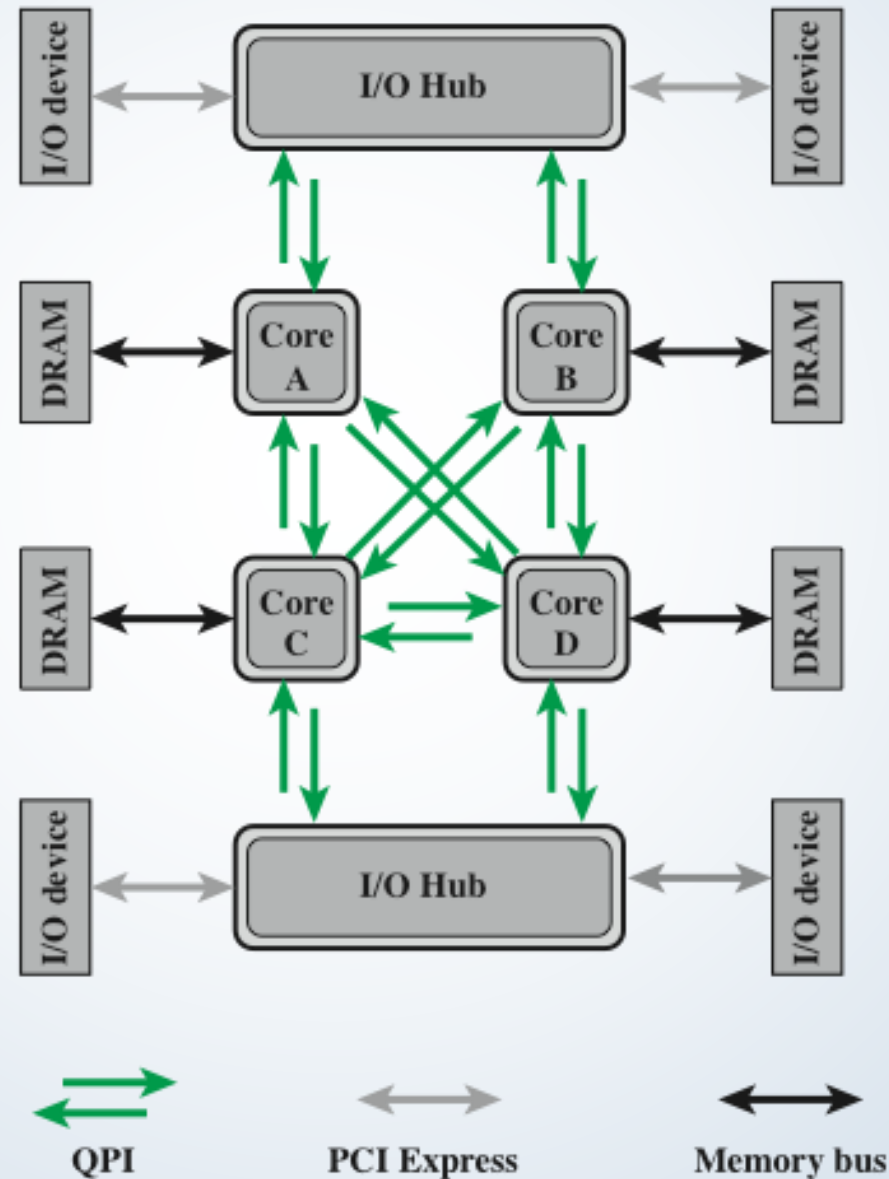 I/O device
I/O Hub
I/O device
DRAM
Core
A
Core
B
DRAM
DRAM
Core
C
Core
D
DRAM
I/O device
I/O Hub
I/O device
QPI
PCI Express
Memory bus